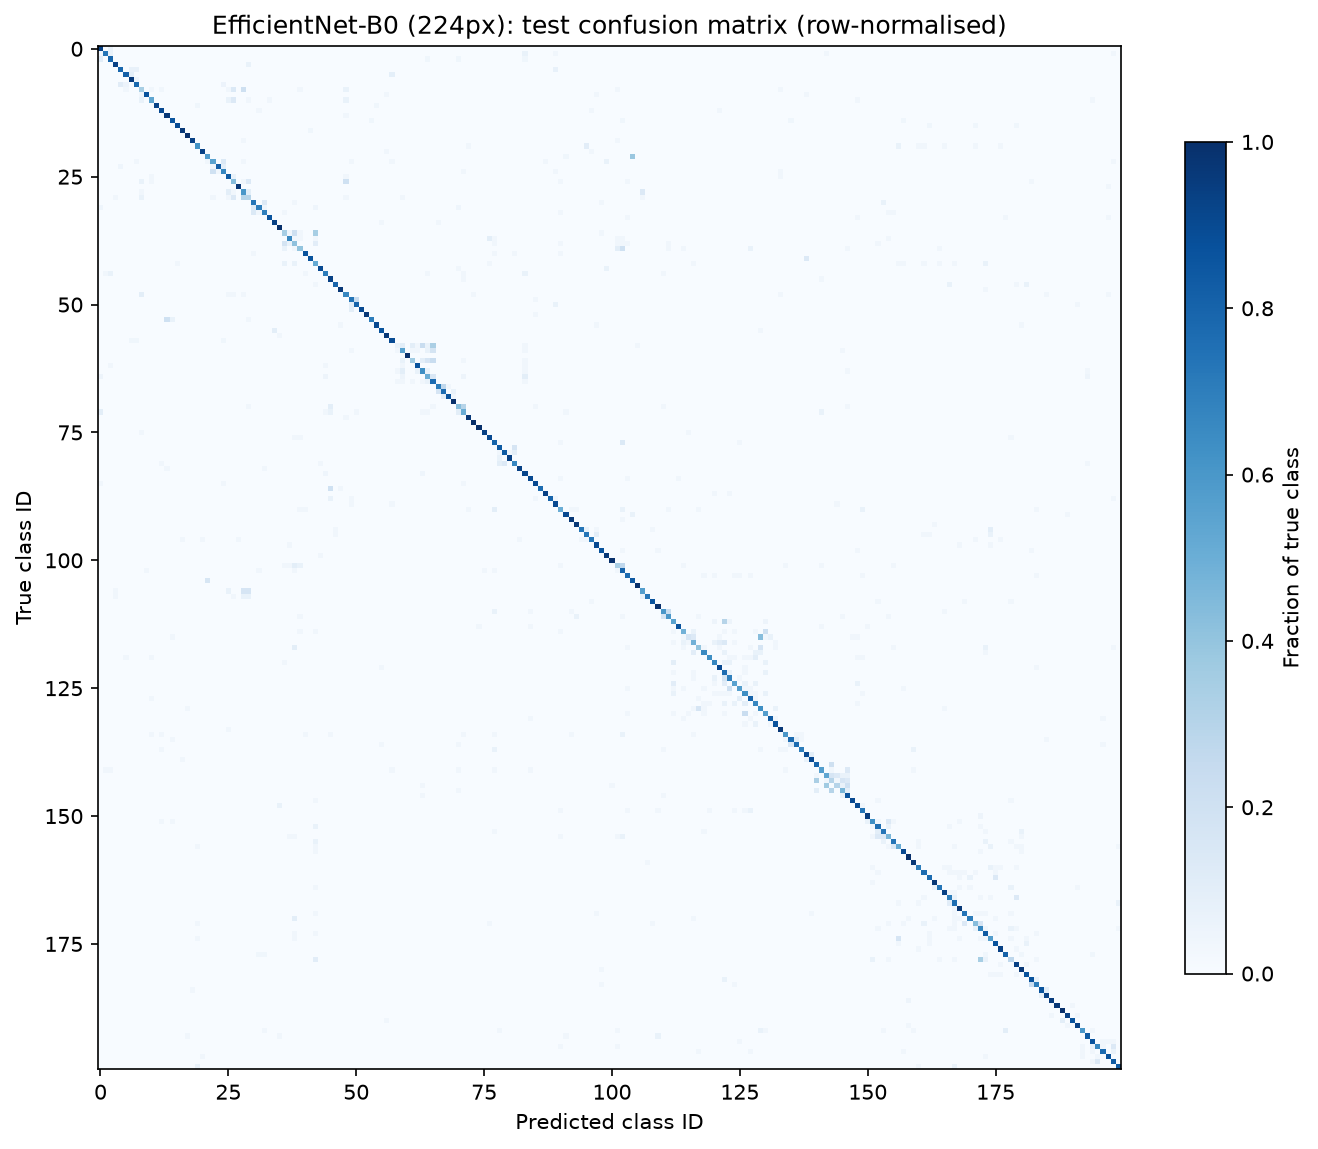 EfficientNet-B0 (224px): test confusion matrix (row-normalised)
0
25
50
75
100
125
150
175
True class ID
0 25 50 75 100 125 150 175
Predicted class ID
1.0
0.8
0.6
0.4
0.2
0.0
Fraction of true class